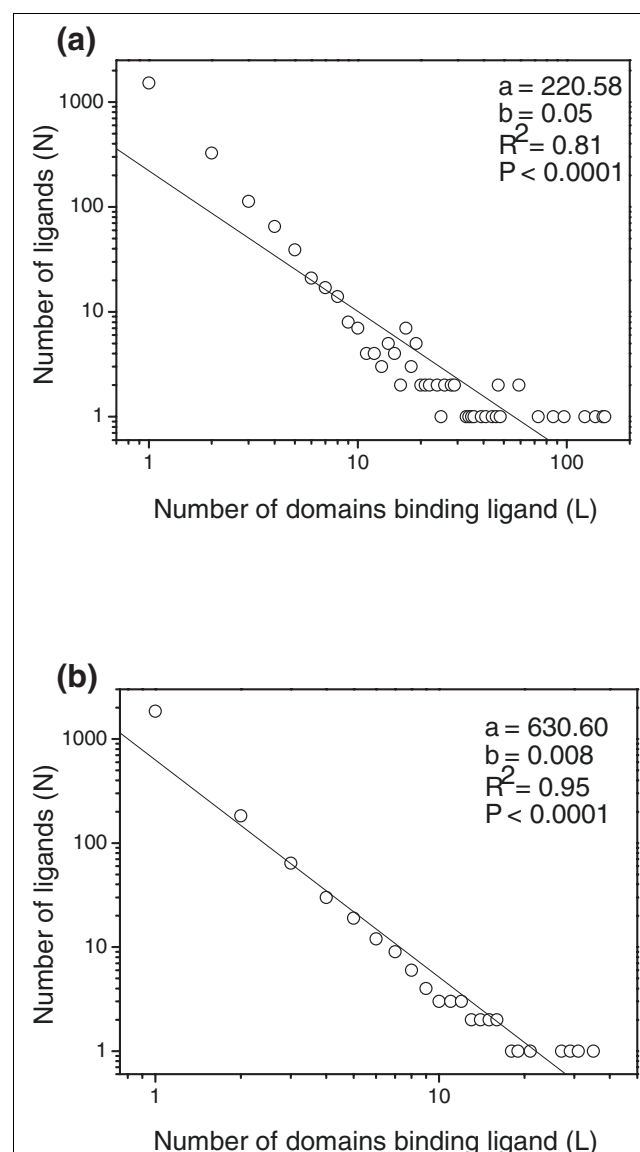 (a)
a = 220.58
b = 0.05
R² = 0.81
P < 0.0001
1000
100
10
1
Number of ligands (N)
1 10 100
Number of domains binding ligand (L)
(b)
a = 630.60
b = 0.008
R² = 0.95
P < 0.0001
1000
100
10
1
Number of ligands (N)
1 10
Number of domains binding ligand (L)